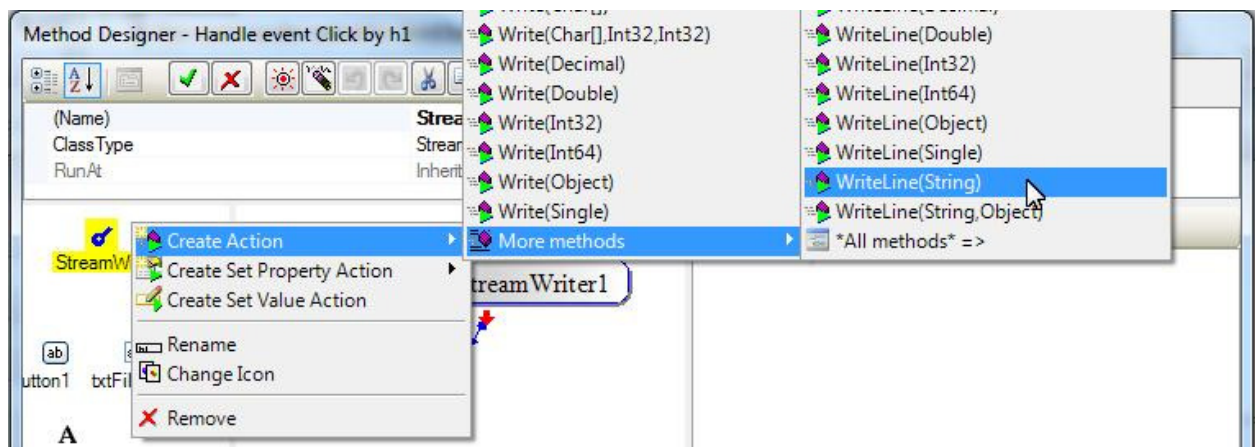 Method Designer - Handle event Click by h1
(Name)
Strea
ClassType
Stream
RunAt
Inherit
StreamW
utton1
txtFil
A
treamWriter1
Create Action
Create Set Property Action
Create Set Value Action
Rename
Change Icon
Remove
Write(Char[],Int32,Int32)
Write(Decimal)
Write(Double)
Write(Int32)
Write(Int64)
Write(Object)
Write(Single)
More methods
WriteLine(Double)
WriteLine(Int32)
WriteLine(Int64)
WriteLine(Object)
WriteLine(Single)
WriteLine(String)
WriteLine(String,Object)
*All methods* =>